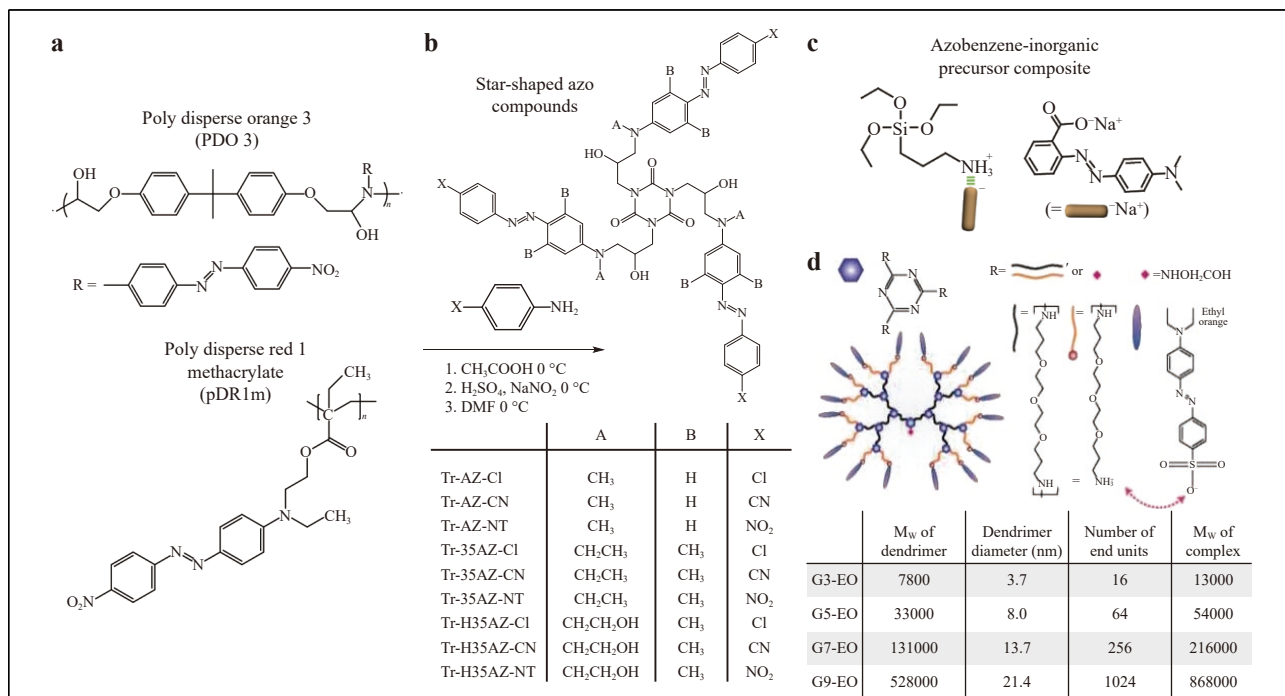 a
Poly disperse orange 3
(PDO 3)
OH
O
O
R
N
n
OH
R =
N
N
NO2
Poly disperse red 1
methacrylate
(pDR1m)
CH3
C
n
O
O
N
CH3
N
N
O2N
b
Star-shaped azo
compounds
X
B
N
N
A
N
B
HO
X
O
OH
N
N
N
N
B
O
N
O
A
N
B
N
A
OH
B
B
N
N
X
NH2
X
1. CH3COOH 0 °C
2. H2SO4, NaNO2 0 °C
3. DMF 0 °C
A B X
Tr-AZ-Cl CH3 H Cl
Tr-AZ-CN CH3 H CN
Tr-AZ-NT CH3 H NO2
Tr-35AZ-Cl CH2CH3 CH3 Cl
Tr-35AZ-CN CH2CH3 CH3 CN
Tr-35AZ-NT CH2CH3 CH3 NO2
Tr-H35AZ-Cl CH2CH2OH CH3 Cl
Tr-H35AZ-CN CH2CH2OH CH3 CN
Tr-H35AZ-NT CH2CH2OH CH3 NO2
c
Azobenzene-inorganic
precursor composite
O
O
Si
O
NH3+
−
O
O−Na+
N
N
N
(= −Na+)
d
R
R
N
N
N
R
R= ′ or =NHOH2COH
=
NH
O
O
O
NH
=
NH
O
O
O
=
Ethyl
orange
N
N
N
O
S
O
O−
Mw of
dendrimer
Dendrimer
diameter (nm)
Number of
end units
Mw of
complex
G3-EO 7800 3.7 16 13000
G5-EO 33000 8.0 64 54000
G7-EO 131000 13.7 256 216000
G9-EO 528000 21.4 1024 868000